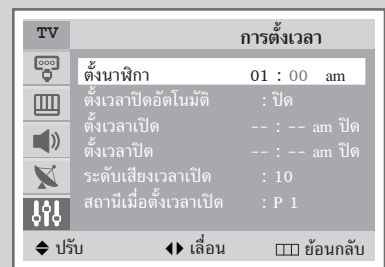 TV การตั้งเวลา
ตั้งนาฬิกา 01 : 00 am
ตั้งเวลาปิดอัตโนมัติ : ปิด
ตั้งเวลาเปิด -- : -- am ปิด
ตั้งเวลาปิด -- : -- am ปิด
ระดับเสียงเวลาเปิด : 10
สถานีเมื่อตั้งเวลาเปิด : P 1
ปรับ เลื่อน ย้อนกลับ